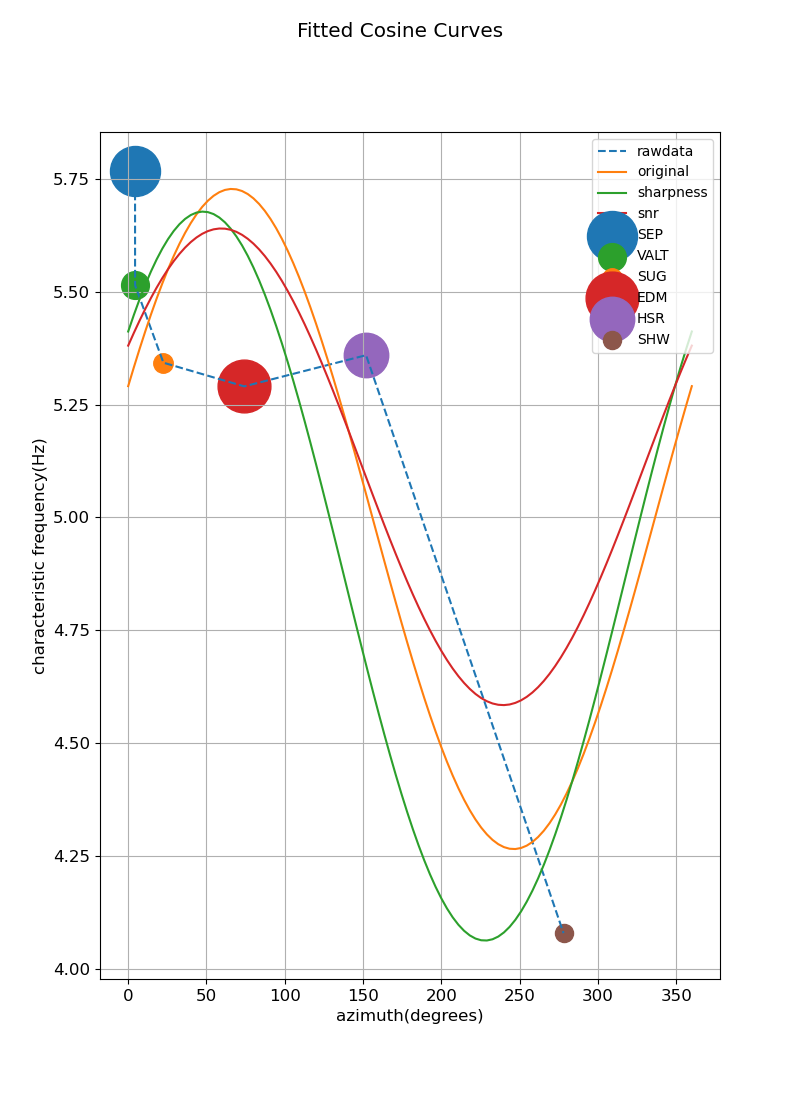 Fitted Cosine Curves
rawdata
original
sharpness
snr
SEP
VALT
SUG
EDM
HSR
SHW
5.75
5.50
5.25
5.00
4.75
4.50
4.25
4.00
characteristic frequency(Hz)
0 50 100 150 200 250 300 350
azimuth(degrees)